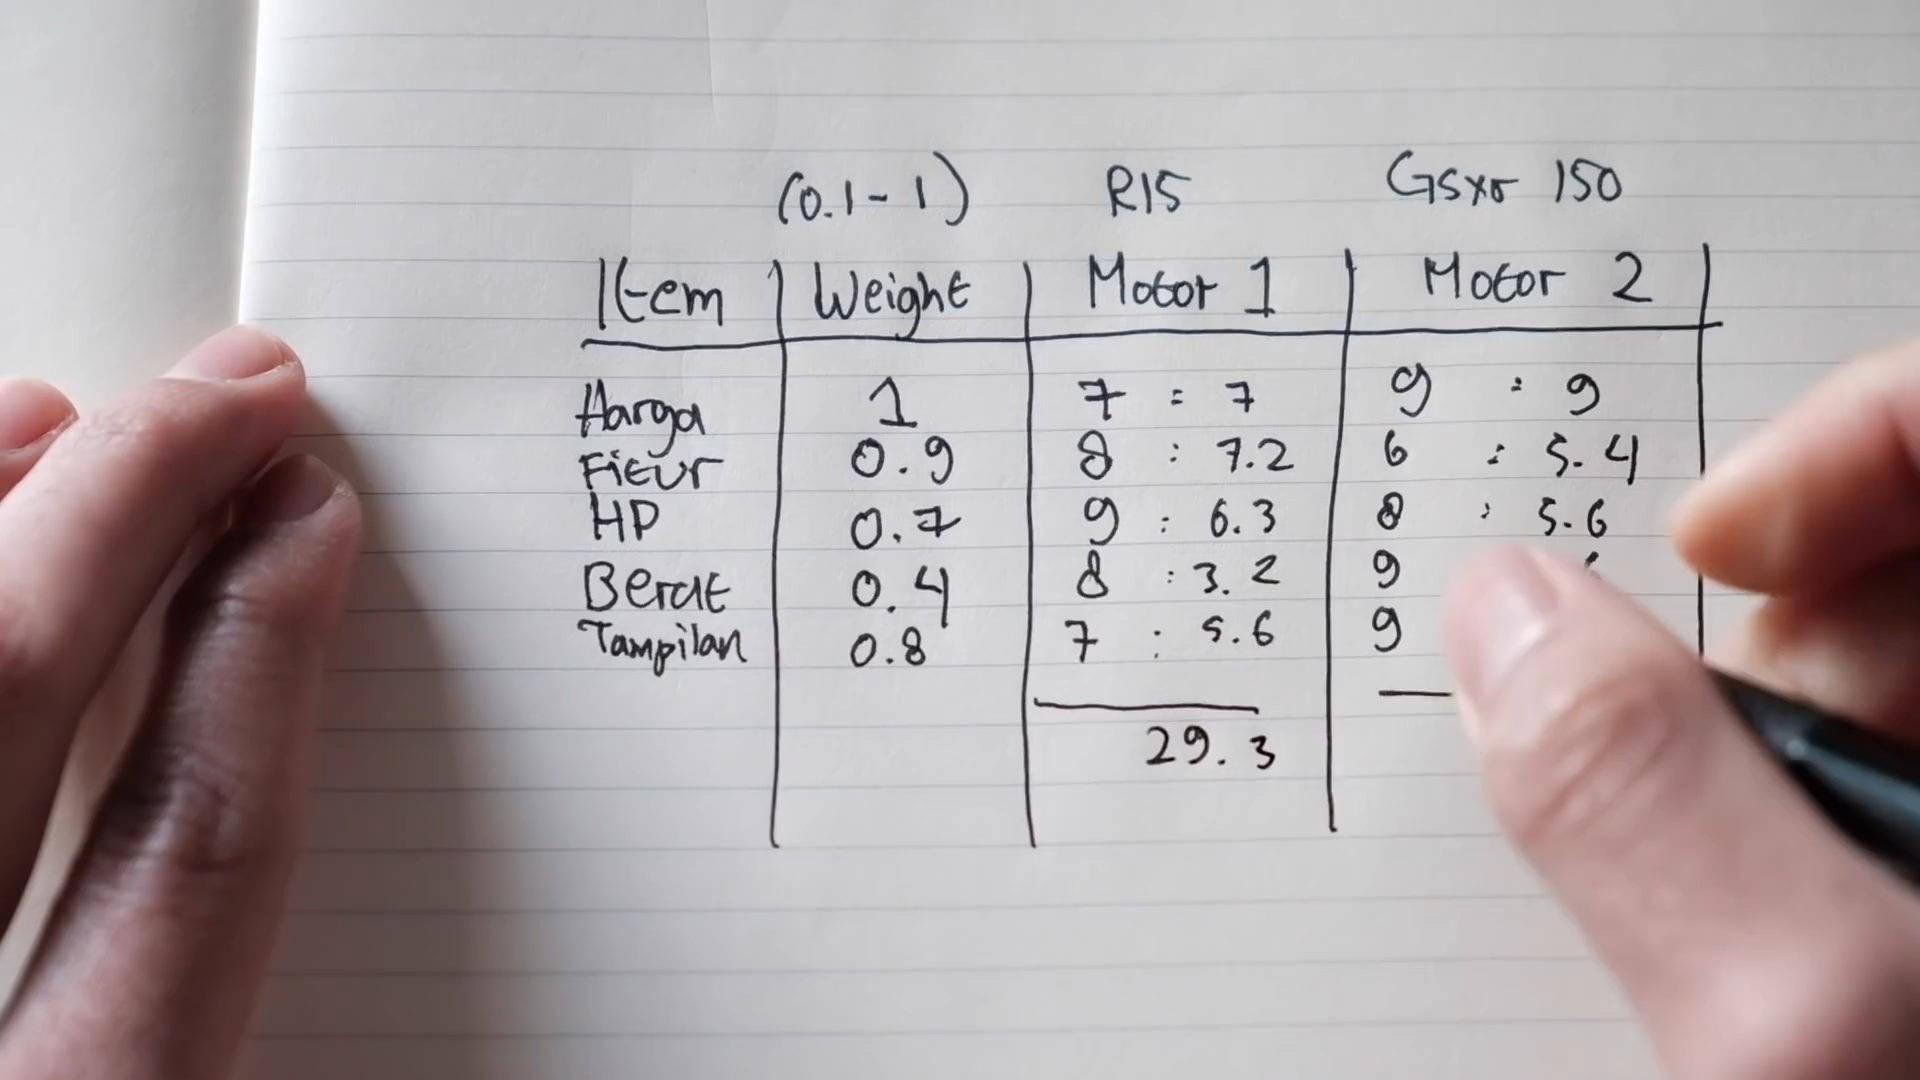 (0.1-1) R15 Gsxr 150
Item Weight Motor 1 Motor 2
Harga 1 7 = 7 9 : 9
Fitur 0.9 8 : 7.2 6 : 5.4
HP 0.7 9 : 6.3 8 : 5.6
Berat 0.4 8 : 3.2 9
Tampilan 0.8 7 : 5.6 9
29.3